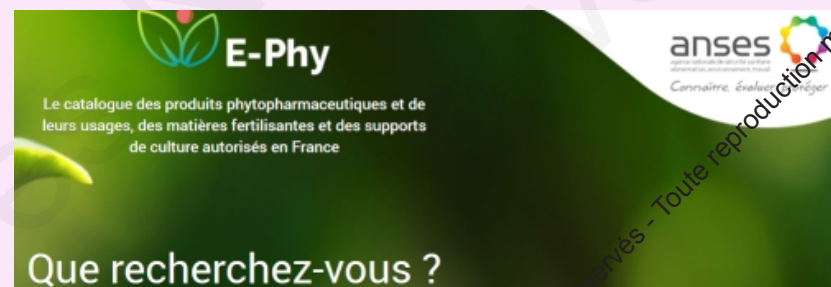 E-Phy
anses
Le catalogue des produits phytopharmaceutiques et de
leurs usages, des matières fertilisantes et des supports
de culture autorisés en France
Connaître, évaluer
Toute reproduction
Que recherchez-vous ?